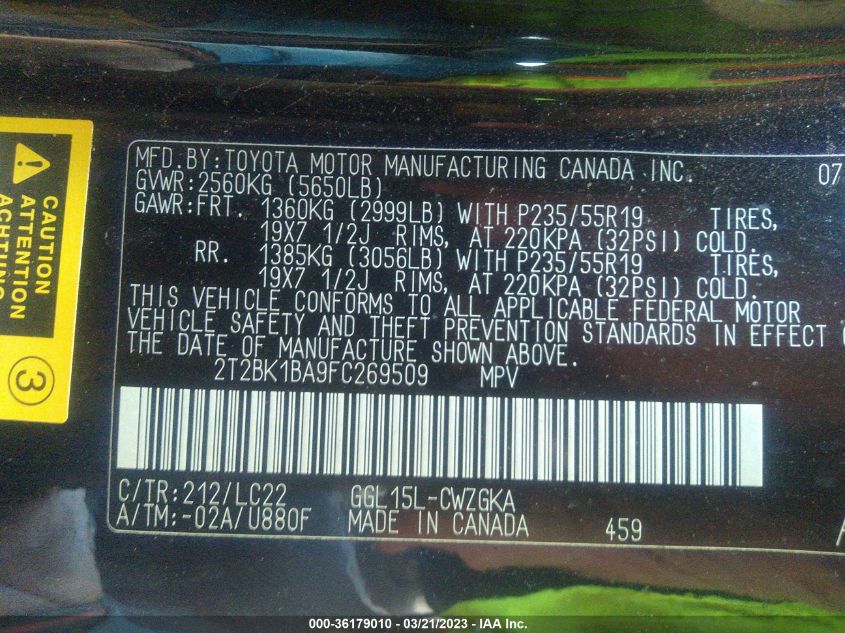 MFD.BY:TOYOTA MOTOR MANUFACTURING CANADA INC. 07
GVWR:2560KG (5650LB)
GAWR:FRT. 1360KG (2999LB) WITH P235/55R19 TIRES,
19X7 1/2J RIMS, AT 220KPA (32PSI) COLD.
RR. 1385KG (3056LB) WITH P235/55R19 TIRES,
19X7 1/2J RIMS, AT 220KPA (32PSI) COLD.
THIS VEHICLE CONFORMS TO ALL APPLICABLE FEDERAL MOTOR
VEHICLE SAFETY AND THEFT PREVENTION STANDARDS IN EFFECT
THE DATE OF MANUFACTURE SHOWN ABOVE.
2T2BK1BA9FC269509 MPV
C/TR:212/LC22 GGL15L-CWZGKA
A/TM:-02A/U880F MADE IN CANADA 459
CAUTION
ATTENTION
ACHTUNG
3
000-36179010 - 03/21/2023 - IAA Inc.